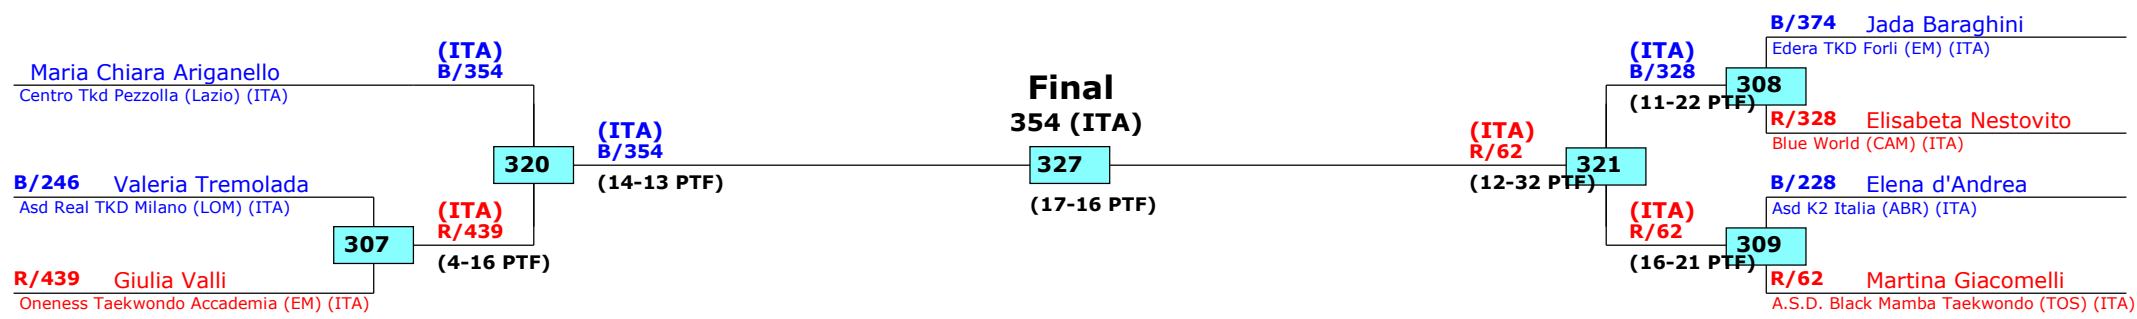 Maria Chiara Ariganello
Centro Tkd Pezzolla (Lazio) (ITA)
(ITA)
B/354
B/246 Valeria Tremolada
Asd Real TKD Milano (LOM) (ITA)
307
R/439 Giulia Valli
Oneness Taekwondo Accademia (EM) (ITA)
(ITA)
R/439
(4-16 PTF)
320
(ITA)
B/354
(14-13 PTF)
Final
354 (ITA)
327
(17-16 PTF)
(ITA)
R/62
(12-32 PTF)
321
(ITA)
B/328
(11-22 PTF)
308
(ITA)
R/62
(16-21 PTF)
309
B/374 Jada Baraghini
Edera TKD Forli (EM) (ITA)
R/328 Elisabeta Nestovito
Blue World (CAM) (ITA)
B/228 Elena d'Andrea
Asd K2 Italia (ABR) (ITA)
R/62 Martina Giacomelli
A.S.D. Black Mamba Taekwondo (TOS) (ITA)